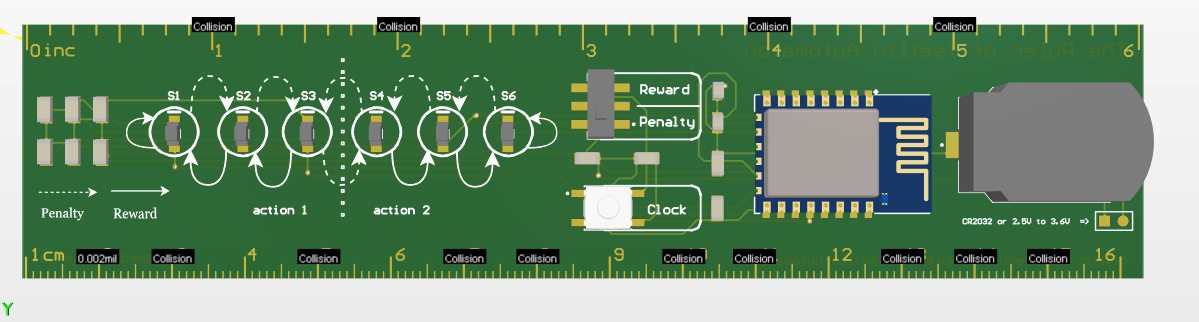 Collision Collision Collision Collision
0inc 1 2 3 4 5 6
The Ruler of Tsetlin Automaton
S1 S2 S3 S4 S5 S6
Reward
Penalty
Penalty Reward
action 1 action 2
Clock
CR2032 or 2.5V to 3.6V =>
1cm 0.002mil Collision 4 Collision 6 Collision Collision 9 Collision Collision 12 Collision Collision Collision 16
Y